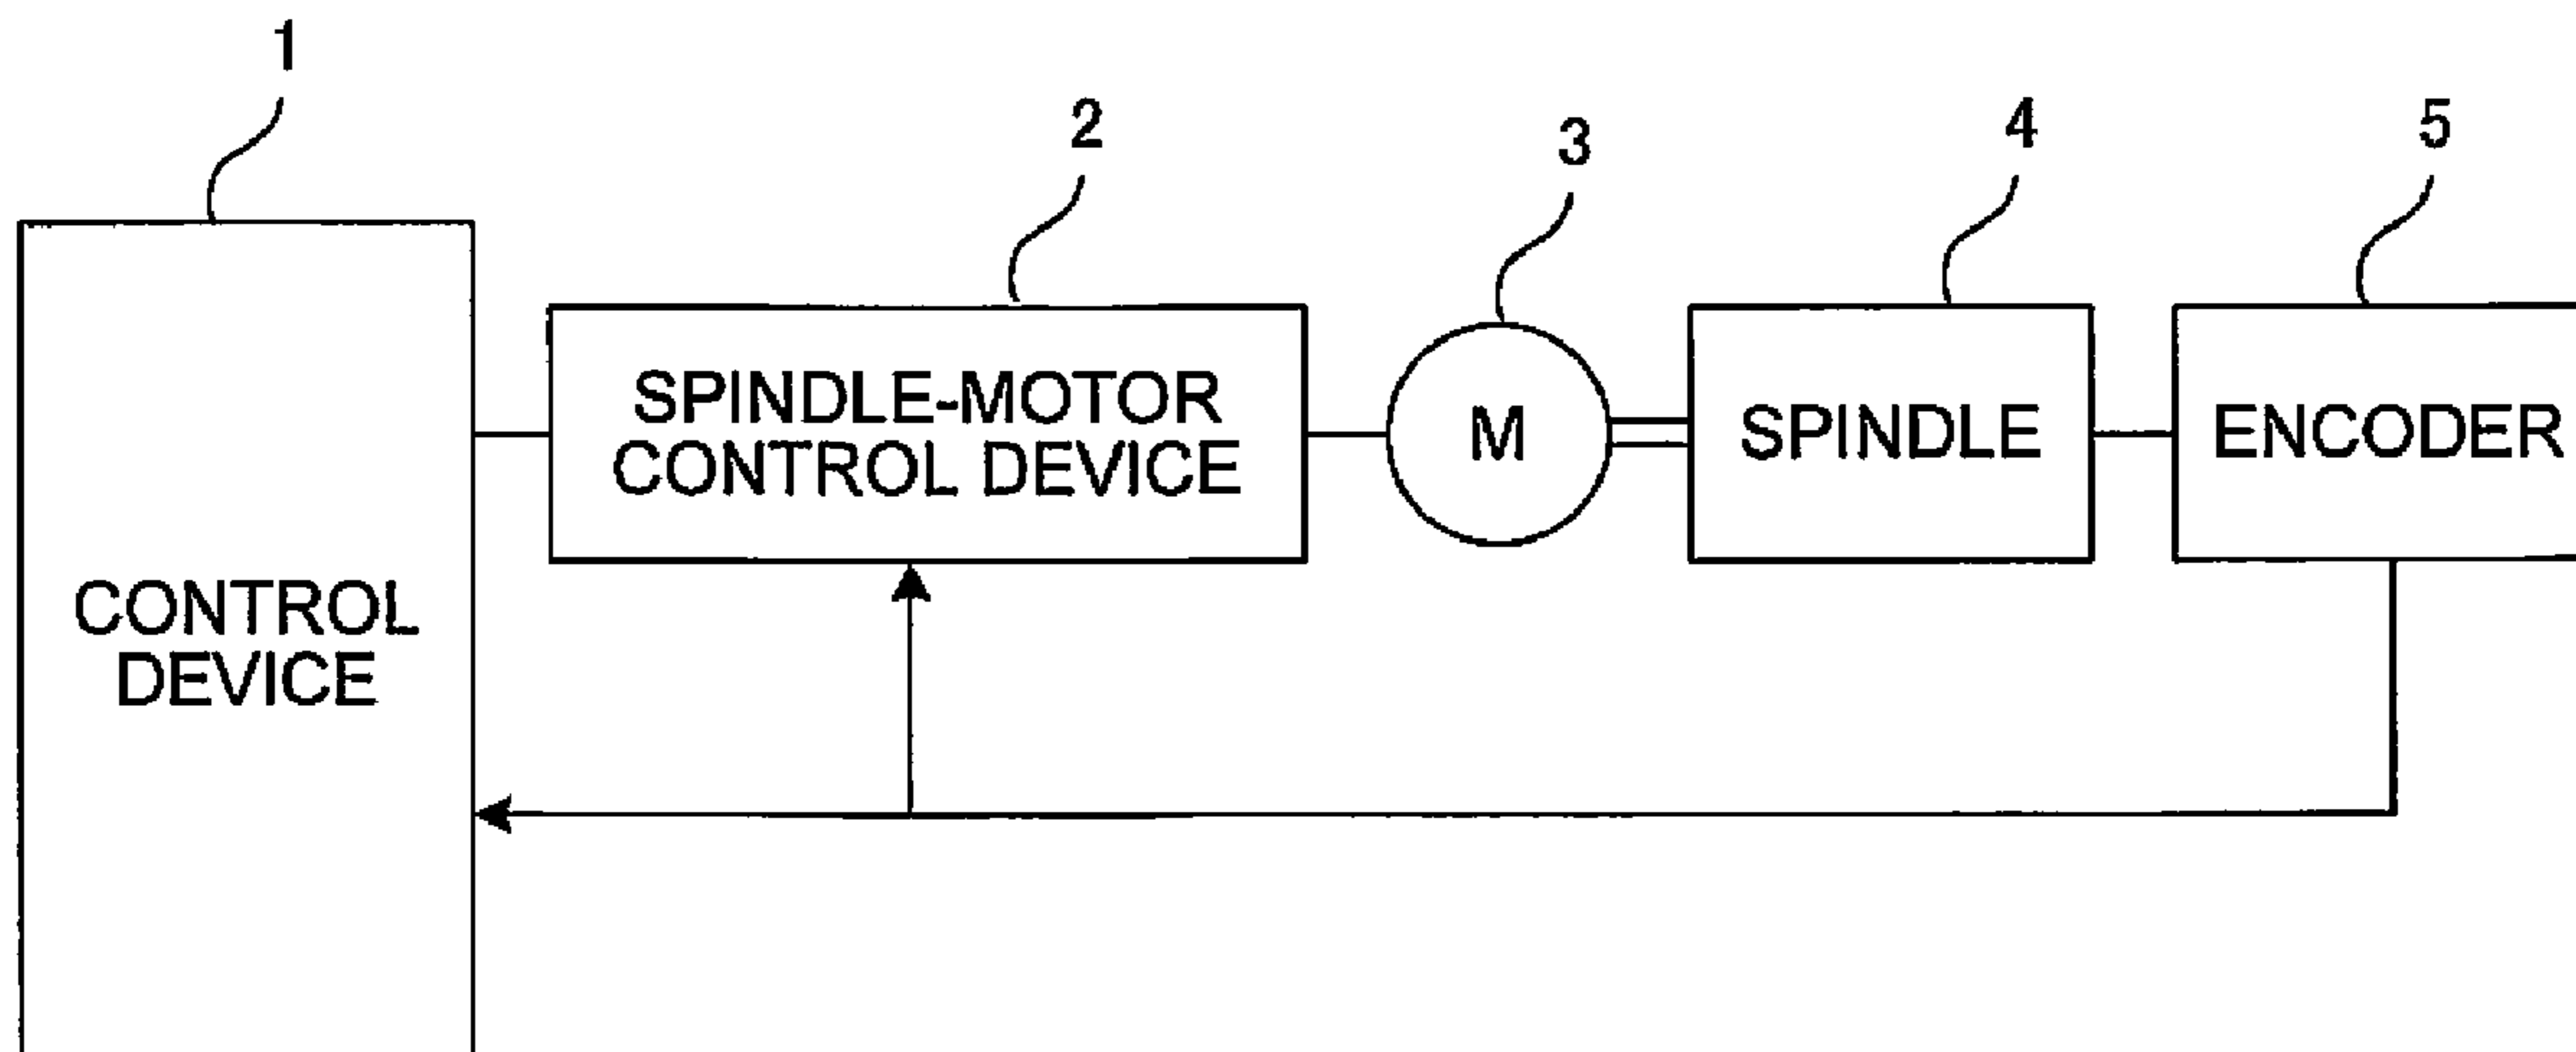 1
2
3
4
5
CONTROL
DEVICE
SPINDLE-MOTOR
CONTROL DEVICE
M
SPINDLE
ENCODER